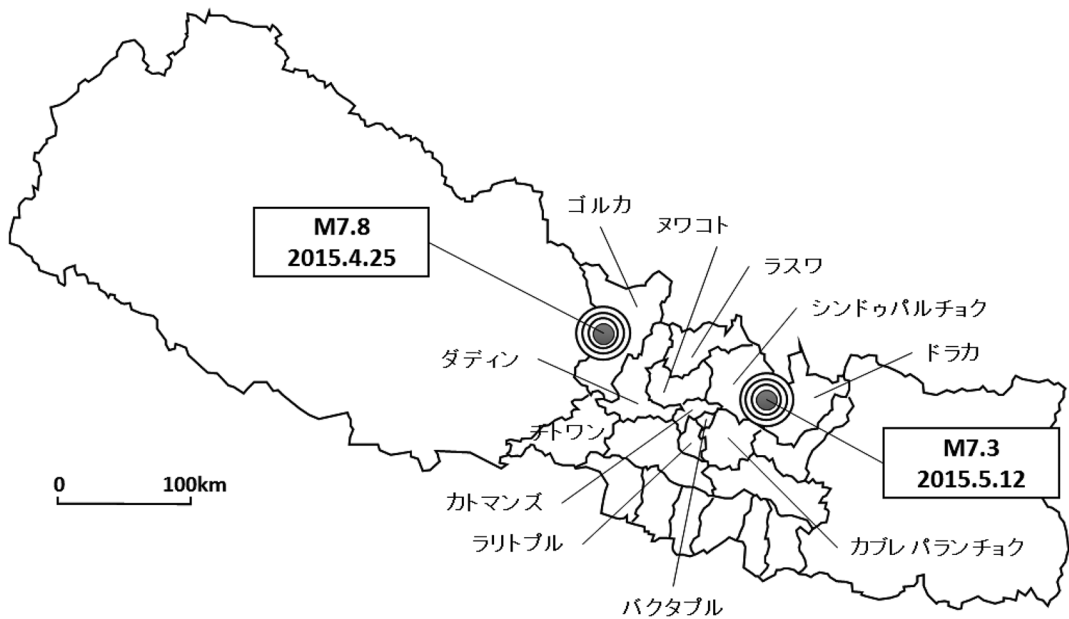 ゴルカ
ヌワコト
M7.8
2015.4.25
ラスワ
シンドゥパルチョク
ダディン
ドラカ
チトワン
M7.3
2015.5.12
0 100km
カトマンズ
ラリトプル
カブレパランチョク
バクタプル